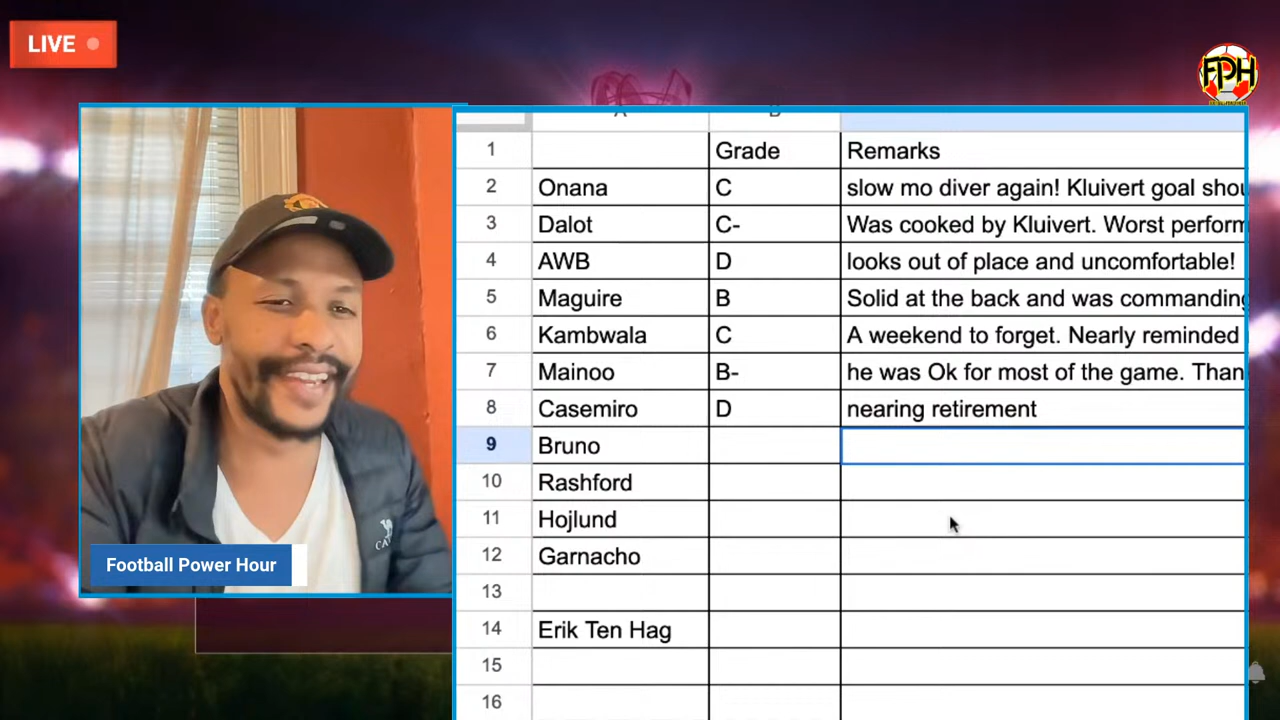 LIVE
FPH
A B
1 Grade Remarks
2 Onana C slow mo diver again! Kluivert goal shou
3 Dalot C- Was cooked by Kluivert. Worst perform
4 AWB D looks out of place and uncomfortable!
5 Maguire B Solid at the back and was commanding
6 Kambwala C A weekend to forget. Nearly reminded
7 Mainoo B- he was Ok for most of the game. Than
8 Casemiro D nearing retirement
9 Bruno
10 Rashford
11 Hojlund
12 Garnacho
13
14 Erik Ten Hag
15
16
Football Power Hour